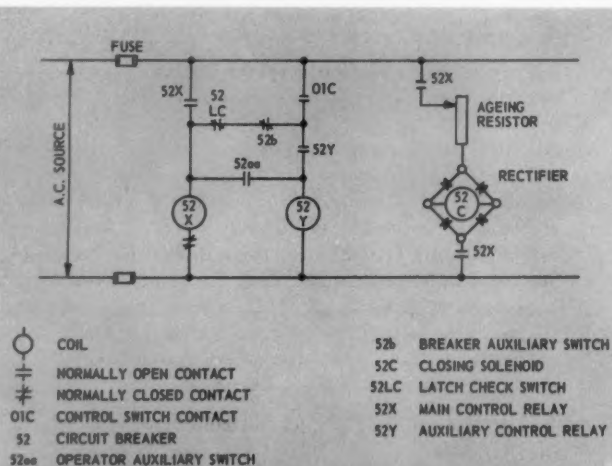 FUSE
52X
52
LC
01C
52X
AGEING
RESISTOR
52b
52Y
A.C. SOURCE
52aa
RECTIFIER
52
X
52
Y
52
C
52X
COIL
NORMALLY OPEN CONTACT
NORMALLY CLOSED CONTACT
01C CONTROL SWITCH CONTACT
52 CIRCUIT BREAKER
52aa OPERATOR AUXILIARY SWITCH
52b BREAKER AUXILIARY SWITCH
52C CLOSING SOLENOID
52LC LATCH CHECK SWITCH
52X MAIN CONTROL RELAY
52Y AUXILIARY CONTROL RELAY